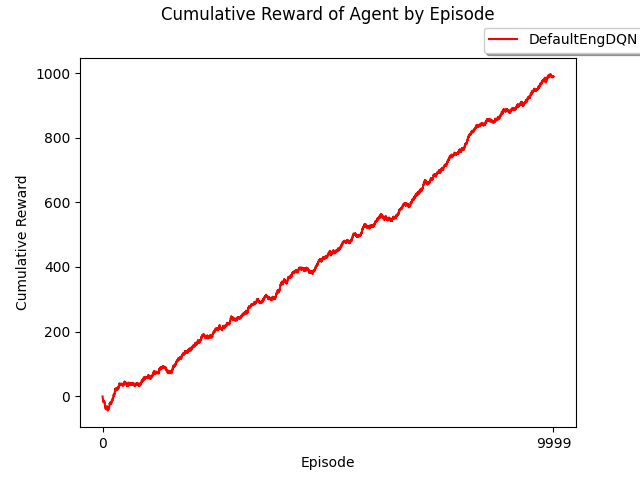 Cumulative Reward of Agent by Episode
DefaultEngDQN
1000
800
600
400
200
0
Cumulative Reward
0 9999
Episode